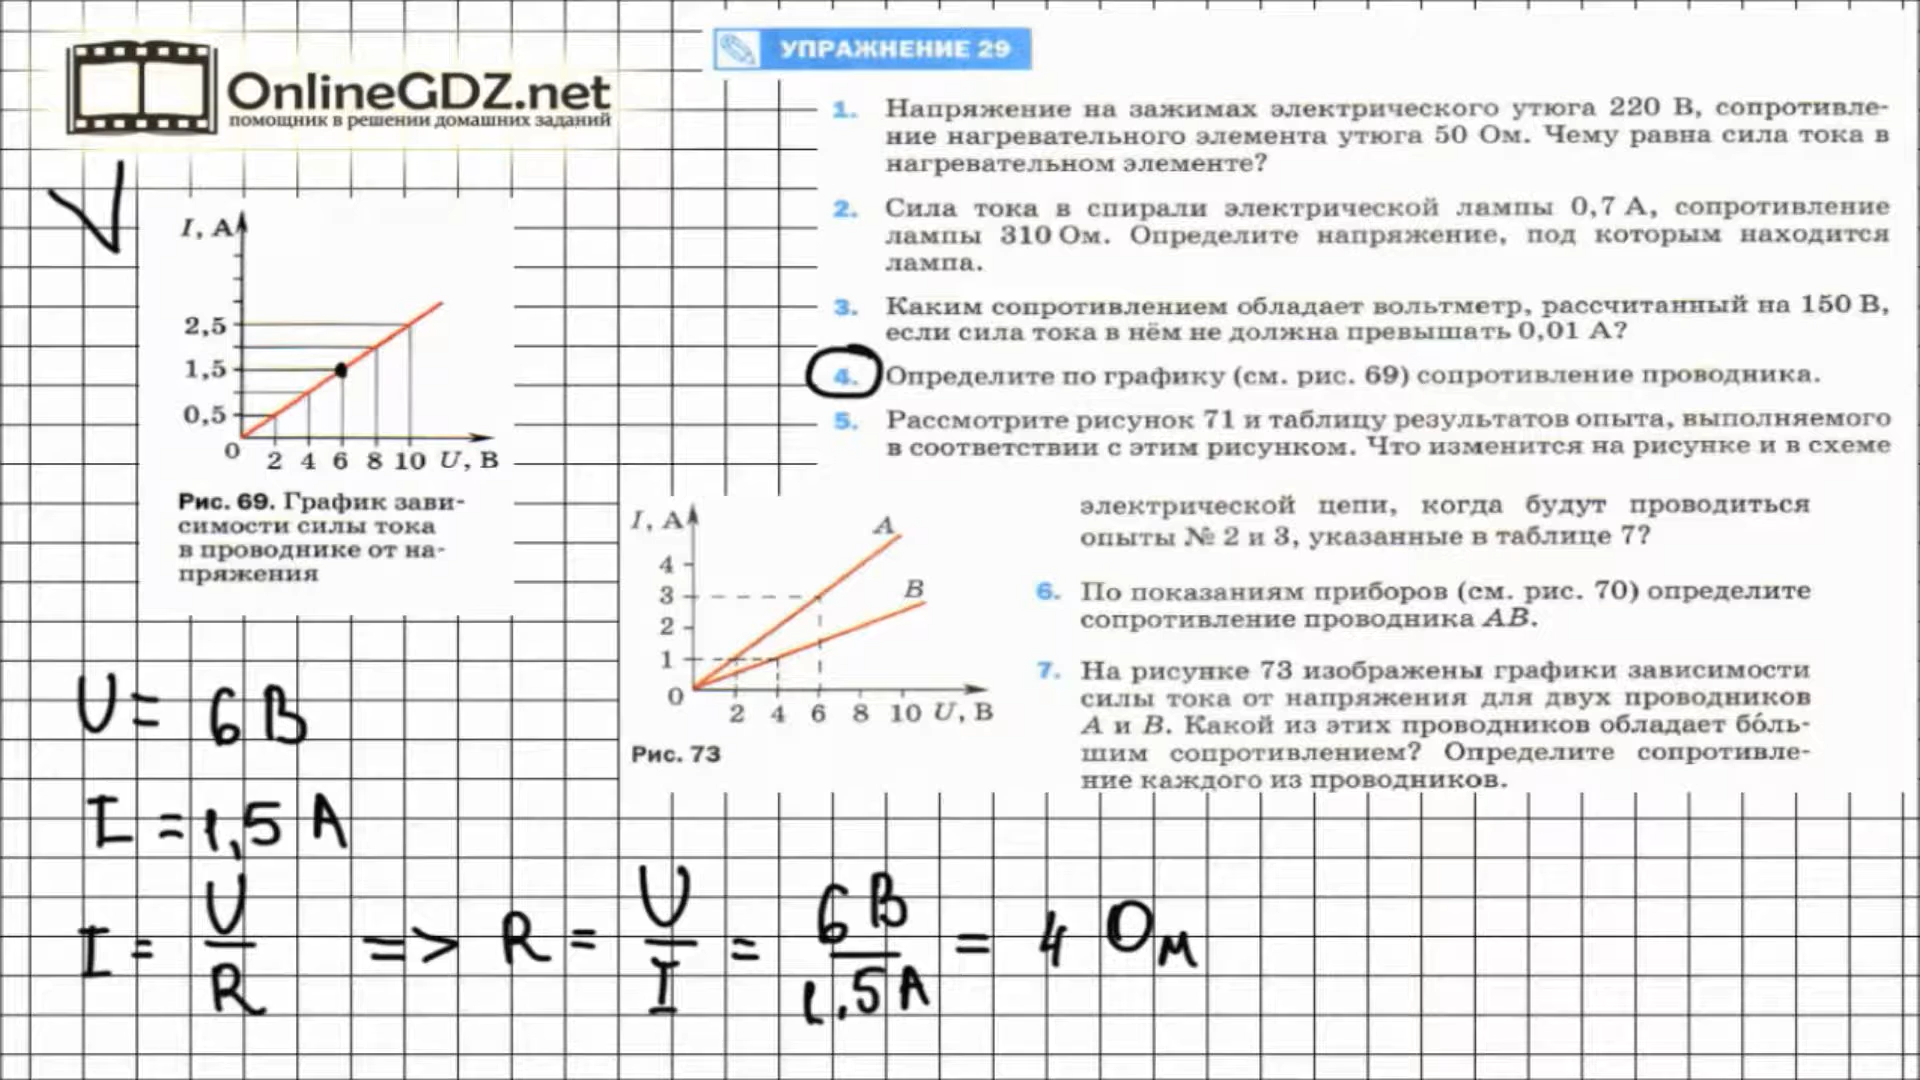 OnlineGDZ.net
помощник в решении домашних заданий
УПРАЖНЕНИЕ 29
1. Напряжение на зажимах электрического утюга 220 В, сопротивле-
ние нагревательного элемента утюга 50 Ом. Чему равна сила тока в
нагревательном элементе?
2. Сила тока в спирали электрической лампы 0,7 А, сопротивление
лампы 310 Ом. Определите напряжение, под которым находится
лампа.
3. Каким сопротивлением обладает вольтметр, рассчитанный на 150 В,
если сила тока в нём не должна превышать 0,01 А?
4. Определите по графику (см. рис. 69) сопротивление проводника.
5. Рассмотрите рисунок 71 и таблицу результатов опыта, выполняемого
в соответствии с этим рисунком. Что изменится на рисунке и в схеме
электрической цепи, когда будут проводиться
опыты № 2 и 3, указанные в таблице 7?
6. По показаниям приборов (см. рис. 70) определите
сопротивление проводника AB.
7. На рисунке 73 изображены графики зависимости
силы тока от напряжения для двух проводников
A и B. Какой из этих проводников обладает бо́ль-
шим сопротивлением? Определите сопротивле-
ние каждого из проводников.
I, А
2,5
1,5
0,5
0
2 4 6 8 10 U, В
Рис. 69. График зави-
симости силы тока
в проводнике от на-
пряжения
I, А
A
4
3
B
2
1
0
2 4 6 8 10 U, В
Рис. 73
U = 6 В
I = 1,5 А
I = U/R => R = U/I = 6 В/1,5 А = 4 Ом